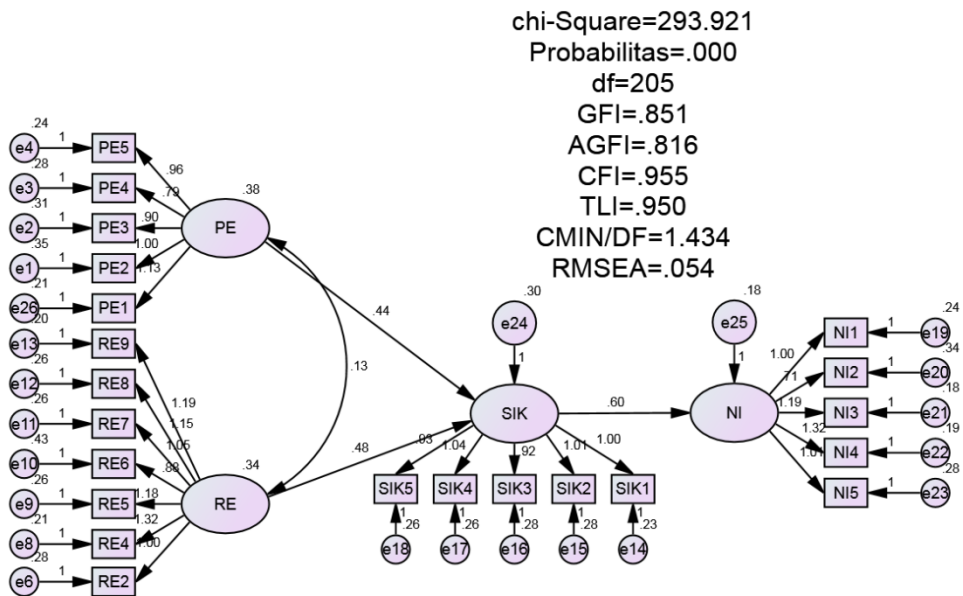 chi-Square=293.921
Probabilitas=.000
df=205
GFI=.851
AGFI=.816
CFI=.955
TLI=.950
CMIN/DF=1.434
RMSEA=.054
.24
e4 1 PE5
.28
e3 1 PE4
.31
e2 1 PE3
.35
e1 1 PE2
.21
e26 1 PE1
.20
e13 1 RE9
.26
e12 1 RE8
.26
e11 1 RE7
.43
e10 1 RE6
.26
e9 1 RE5
.21
e8 1 RE4
.28
e6 1 RE2
.96
.79
.90
1.00
1.13
.38
PE
1.19
1.15
1.05
.88
1.18
1.32
1.00
.34
RE
.13
.44
.48
.30
e24
1
SIK
.60
.93
1.04
.92
1.01
1.00
SIK5 SIK4 SIK3 SIK2 SIK1
1 1 1 1 1
.26 .26 .28 .28 .23
e18 e17 e16 e15 e14
.18
e25
1
NI
1.00
.71
1.19
1.32
1.01
.24
NI1 1 e19
.34
NI2 1 e20
.18
NI3 1 e21
.19
NI4 1 e22
.28
NI5 1 e23